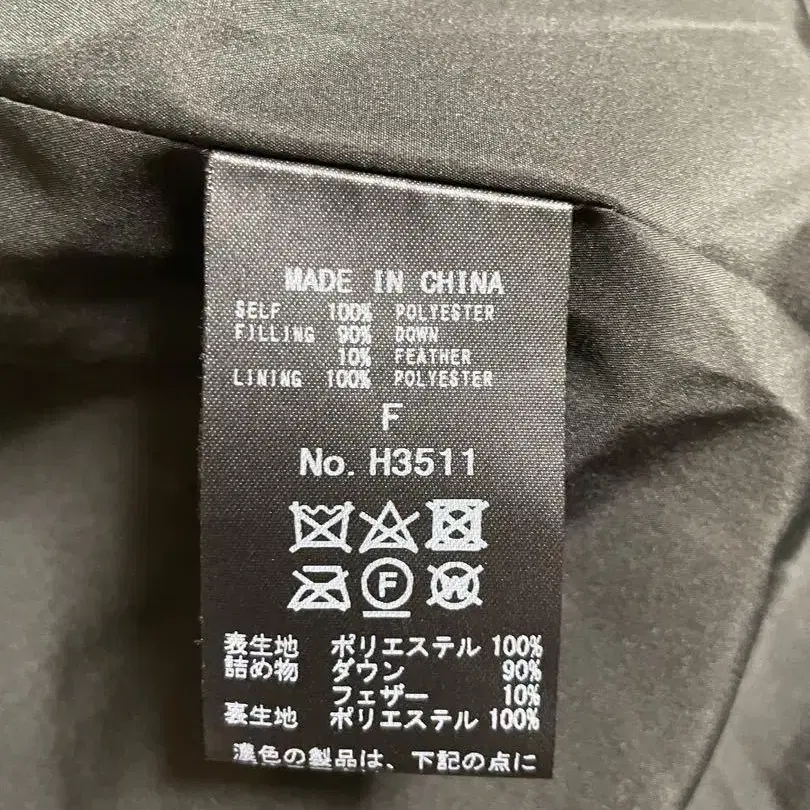 MADE IN CHINA
SELF 100% POLYESTER
FILLING 90% DOWN
10% FEATHER
LINING 100% POLYESTER
F
No. H3511
F
W
表生地 ポリエステル 100%
詰め物 ダウン 90%
フェザー 10%
裏生地 ポリエステル 100%
濃色の製品は、下記の点に